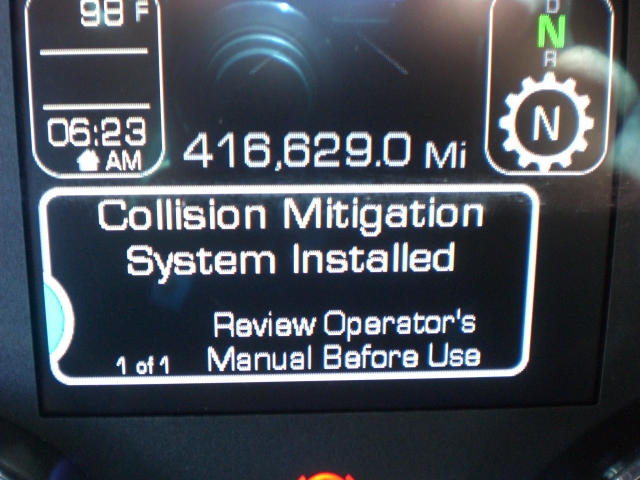 98 F
D
N
R
N
06:23
AM
416,629.0 Mi
Collision Mitigation
System Installed
Review Operator's
1 of 1 Manual Before Use